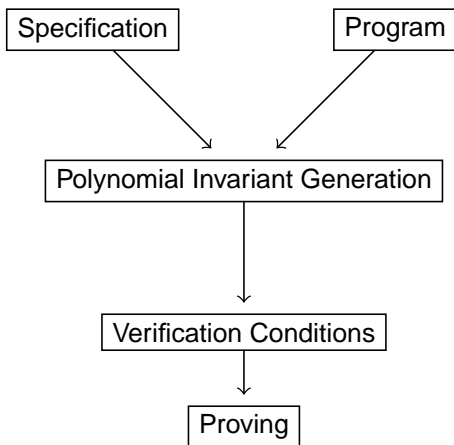 Specification
Program
Polynomial Invariant Generation
Verification Conditions
Proving